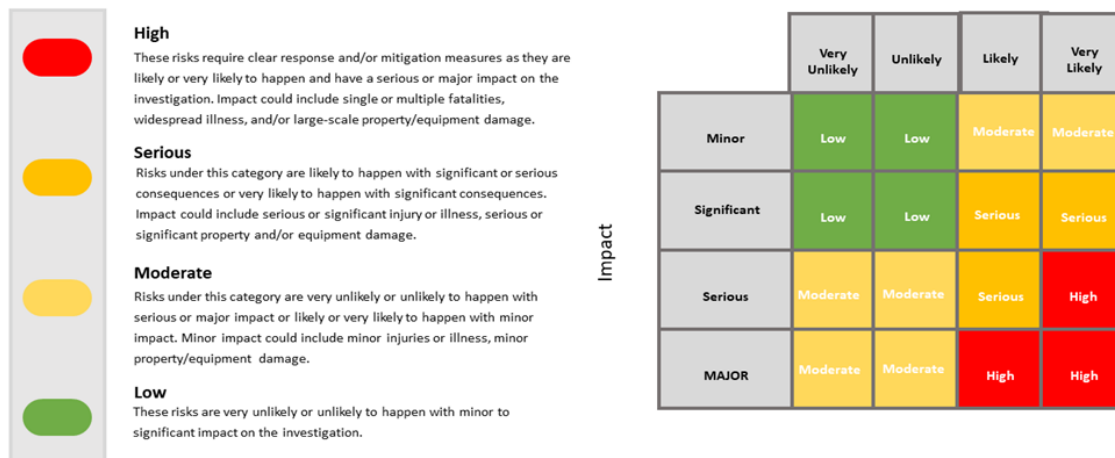 High
These risks require clear response and/or mitigation measures as they are
likely or very likely to happen and have a serious or major impact on the
investigation. Impact could include single or multiple fatalities,
widespread illness, and/or large-scale property/equipment damage.
Serious
Risks under this category are likely to happen with significant or serious
consequences or very likely to happen with significant consequences.
Impact could include serious or significant injury or illness, serious or
significant property and/or equipment damage.
Moderate
Risks under this category are very unlikely or unlikely to happen with
serious or major impact or likely or very likely to happen with minor
impact. Minor impact could include minor injuries or illness, minor
property/equipment damage.
Low
These risks are very unlikely or unlikely to happen with minor to
significant impact on the investigation.
Impact
Very
Unlikely
Unlikely
Likely
Very
Likely
Minor
Low
Low
Moderate
Moderate
Significant
Low
Low
Serious
Serious
Serious
Moderate
Moderate
Serious
High
MAJOR
Moderate
Moderate
High
High